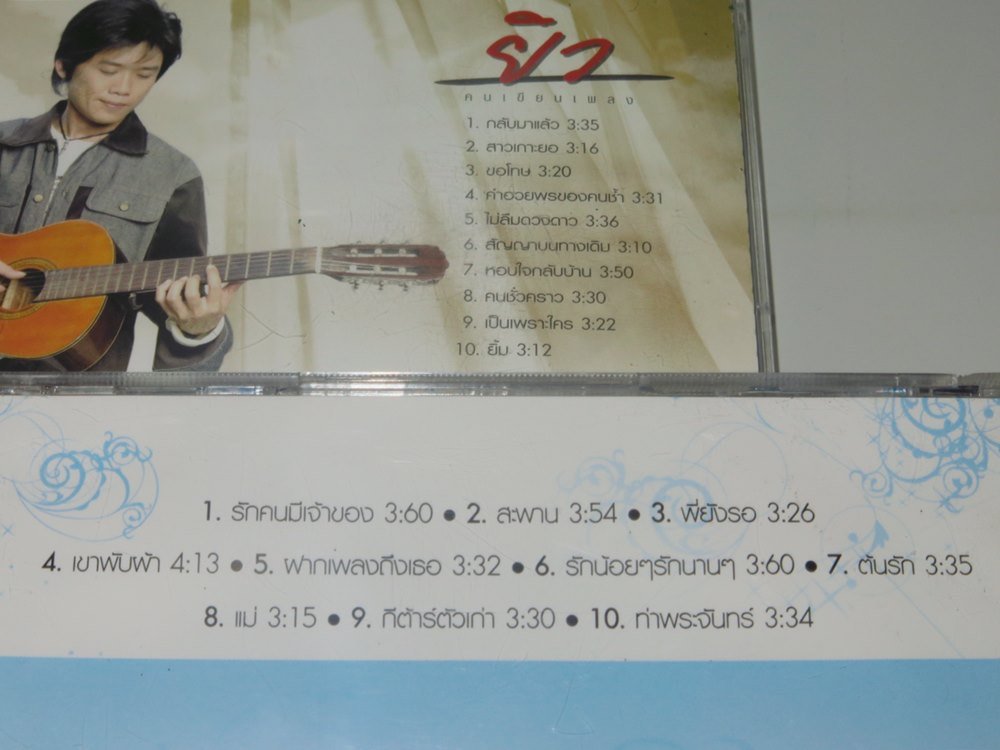 ยิว
คนเขียนเพลง
1. กลับมาแล้ว 3:35
2. สาวเกาะยอ 3:16
3. ขอโทษ 3:20
4. คำอวยพรของคนช้ำ 3:31
5. ไม่ลืมดวงดาว 3:36
6. สัญญาบนทางเดิม 3:10
7. หอบใจกลับบ้าน 3:50
8. คนชั่วคราว 3:30
9. เป็นเพราะใคร 3:22
10. ยิ้ม 3:12
1. รักคนมีเจ้าของ 3:60 • 2. สะพาน 3:54 • 3. พี่ยังรอ 3:26
4. เขาพับผ้า 4:13 • 5. ฝากเพลงถึงเธอ 3:32 • 6. รักน้อยๆรักนานๆ 3:60 • 7. ต้นรัก 3:35
8. แม่ 3:15 • 9. กีต้าร์ตัวเก่า 3:30 • 10. ท่าพระจันทร์ 3:34